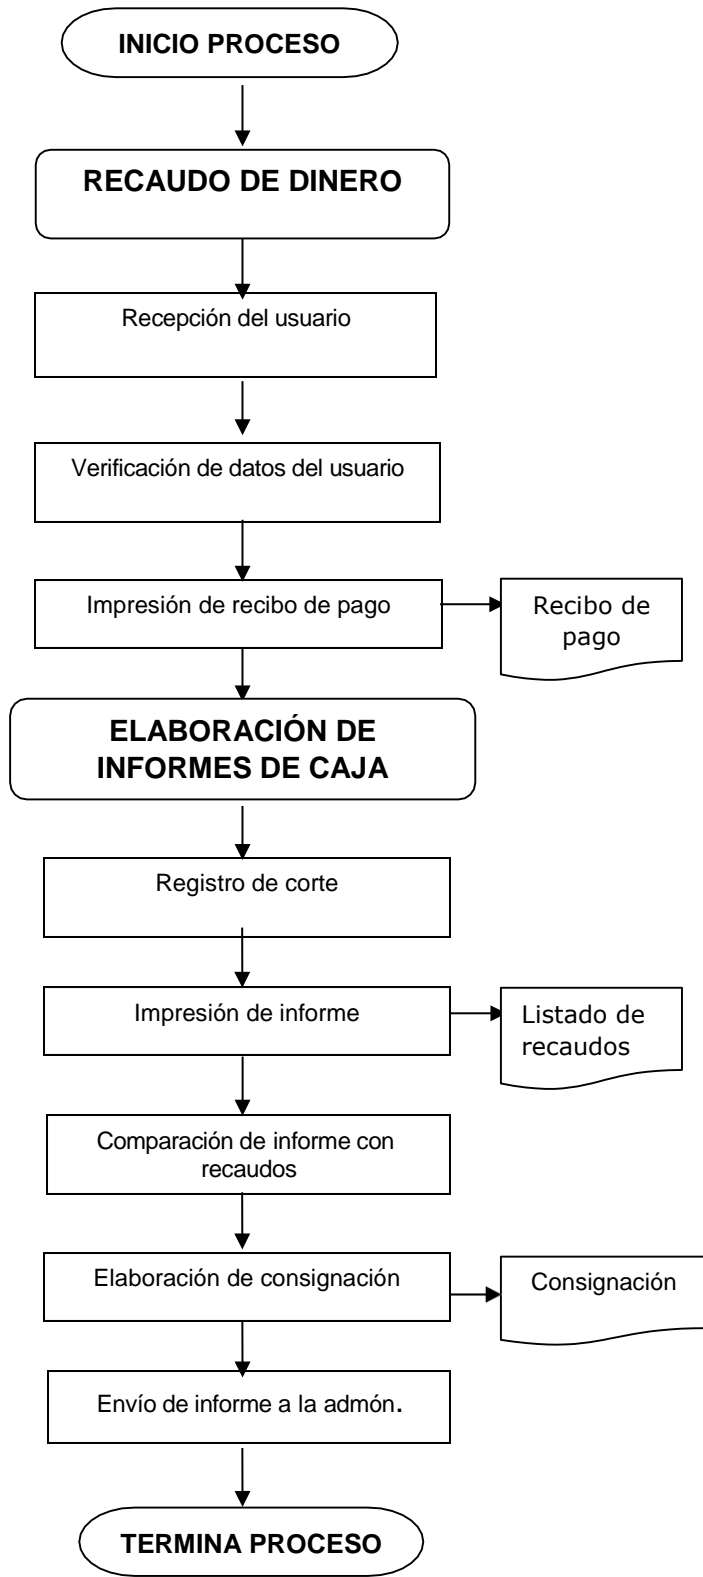 INICIO PROCESO
RECAUDO DE DINERO
Recepción del usuario
Verificación de datos del usuario
Impresión de recibo de pago
Recibo de
pago
ELABORACIÓN DE
INFORMES DE CAJA
Registro de corte
Impresión de informe
Listado de
recaudos
Comparación de informe con
recaudos
Elaboración de consignación
Consignación
Envío de informe a la admón.
TERMINA PROCESO